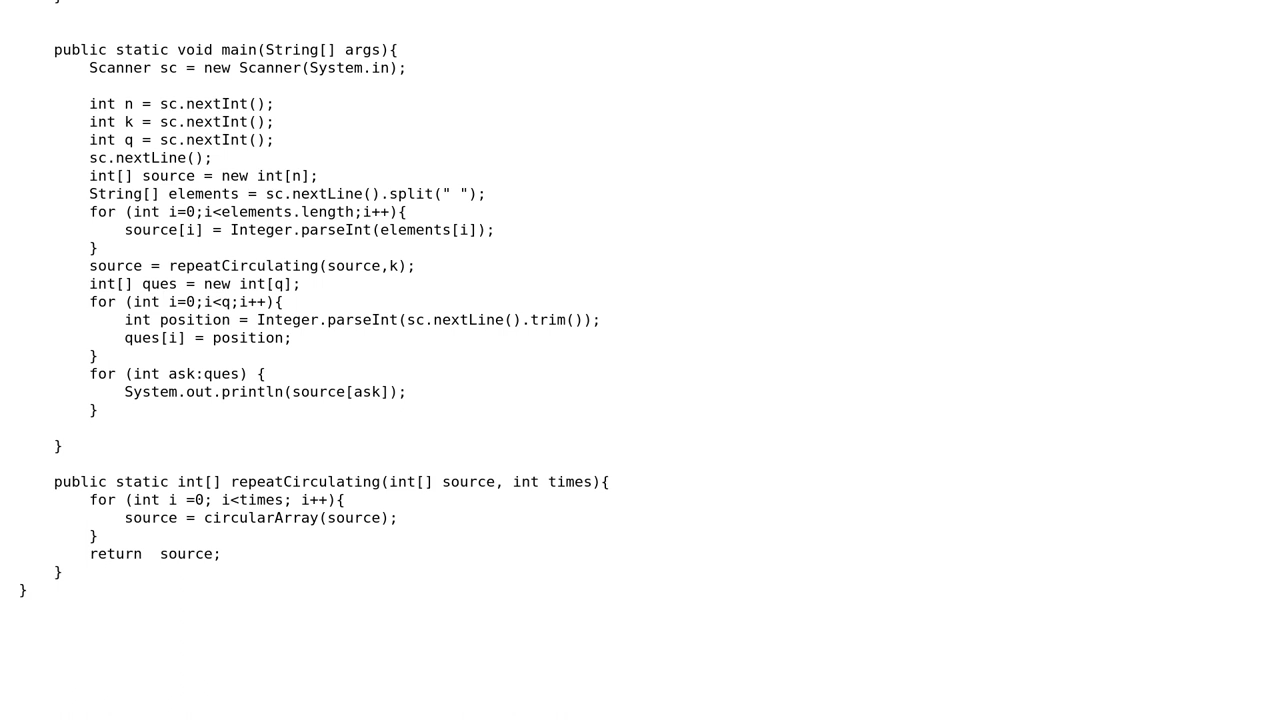 }
public static void main(String[] args){
Scanner sc = new Scanner(System.in);
int n = sc.nextInt();
int k = sc.nextInt();
int q = sc.nextInt();
sc.nextLine();
int[] source = new int[n];
String[] elements = sc.nextLine().split(" ");
for (int i=0;i<elements.length;i++){
source[i] = Integer.parseInt(elements[i]);
}
source = repeatCirculating(source,k);
int[] ques = new int[q];
for (int i=0;i<q;i++){
int position = Integer.parseInt(sc.nextLine().trim());
ques[i] = position;
}
for (int ask:ques) {
System.out.println(source[ask]);
}
}
public static int[] repeatCirculating(int[] source, int times){
for (int i =0; i<times; i++){
source = circularArray(source);
}
return  source;
}
}